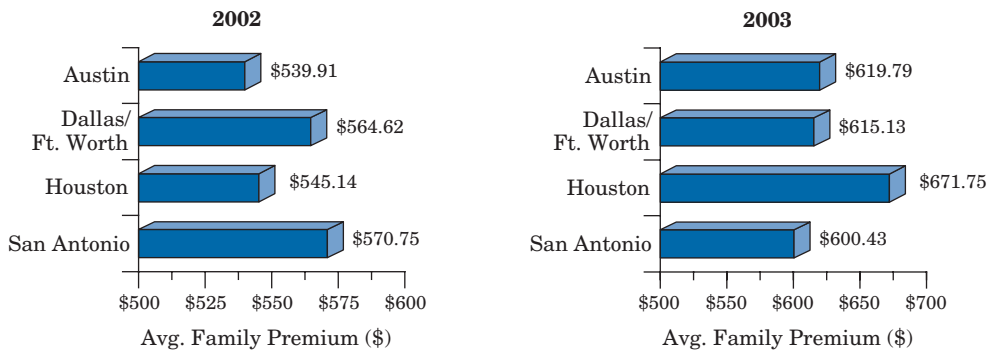 2002
Austin
$539.91
Dallas/
Ft. Worth
$564.62
Houston
$545.14
San Antonio
$570.75
$500 $525 $550 $575 $600
Avg. Family Premium ($)
2003
Austin
$619.79
Dallas/
Ft. Worth
$615.13
Houston
$671.75
San Antonio
$600.43
$500 $550 $600 $650 $700
Avg. Family Premium ($)